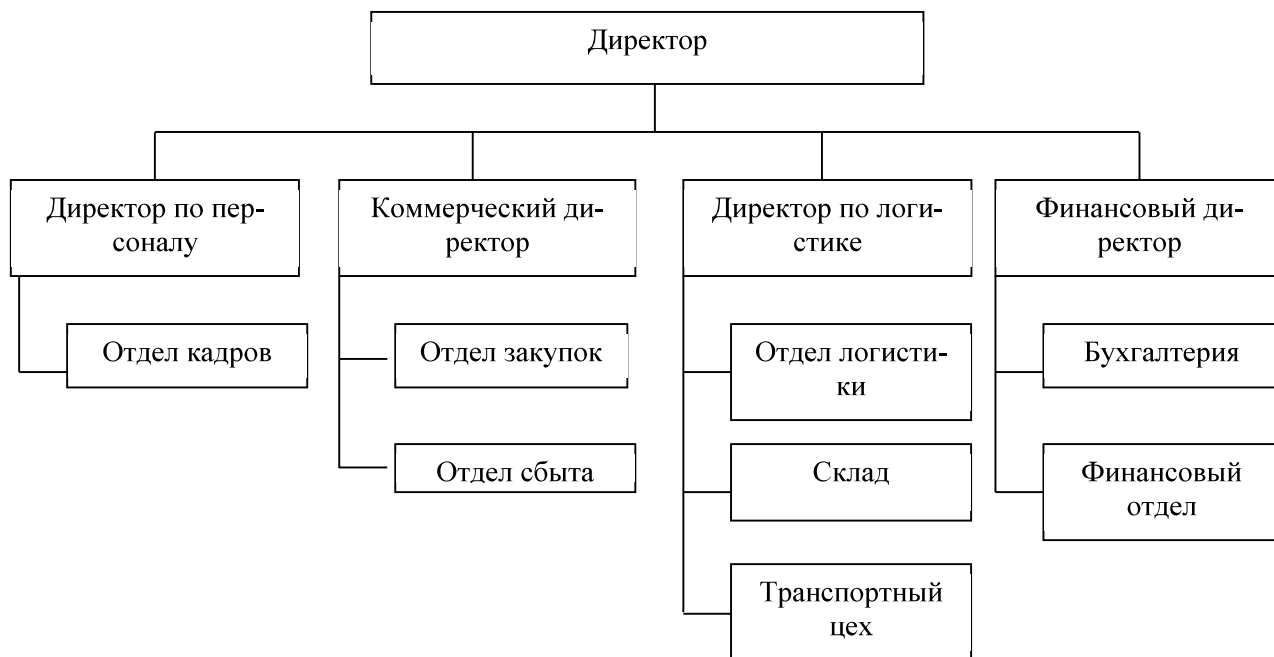 Директор
Директор по пер-
соналу
Коммерческий ди-
ректор
Директор по логи-
стике
Финансовый ди-
ректор
Отдел кадров
Отдел закупок
Отдел логисти-
ки
Бухгалтерия
Отдел сбыта
Склад
Финансовый
отдел
Транспортный
цех